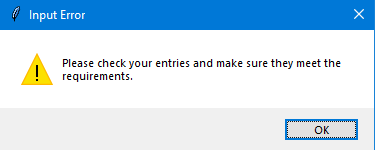 Input Error
Please check your entries and make sure they meet the
requirements.
OK